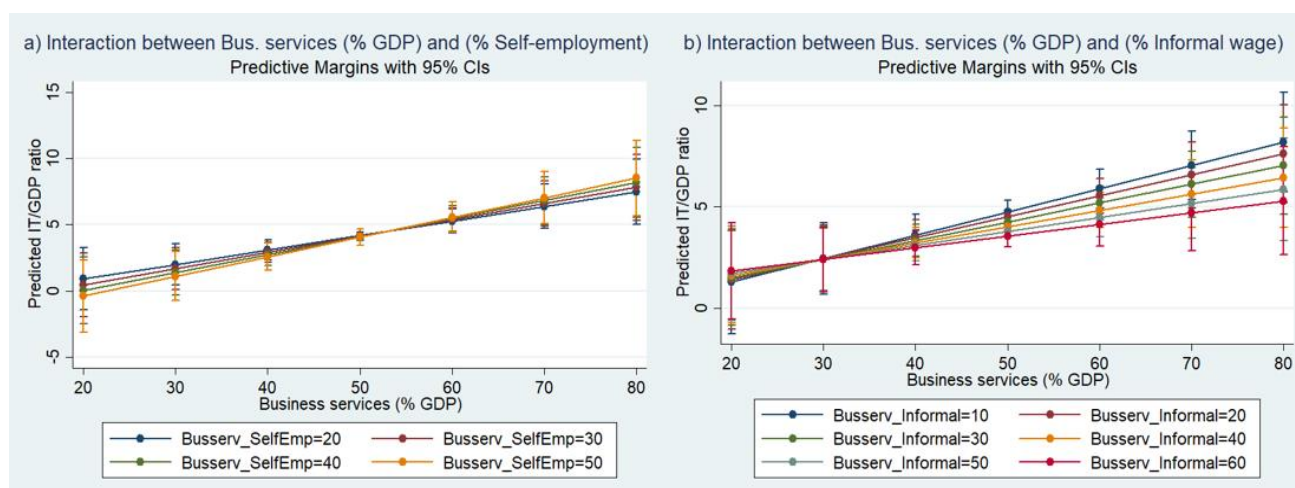 a) Interaction between Bus. services (% GDP) and (% Self-employment)
Predictive Margins with 95% CIs
Predicted IT/GDP ratio
15
10
5
0
-5
20 30 40 50 60 70 80
Business services (% GDP)
Busserv_SelfEmp=20 Busserv_SelfEmp=30
Busserv_SelfEmp=40 Busserv_SelfEmp=50
b) Interaction between Bus. services (% GDP) and (% Informal wage)
Predictive Margins with 95% CIs
Predicted IT/GDP ratio
10
5
0
20 30 40 50 60 70 80
Business services (% GDP)
Busserv_Informal=10 Busserv_Informal=20
Busserv_Informal=30 Busserv_Informal=40
Busserv_Informal=50 Busserv_Informal=60